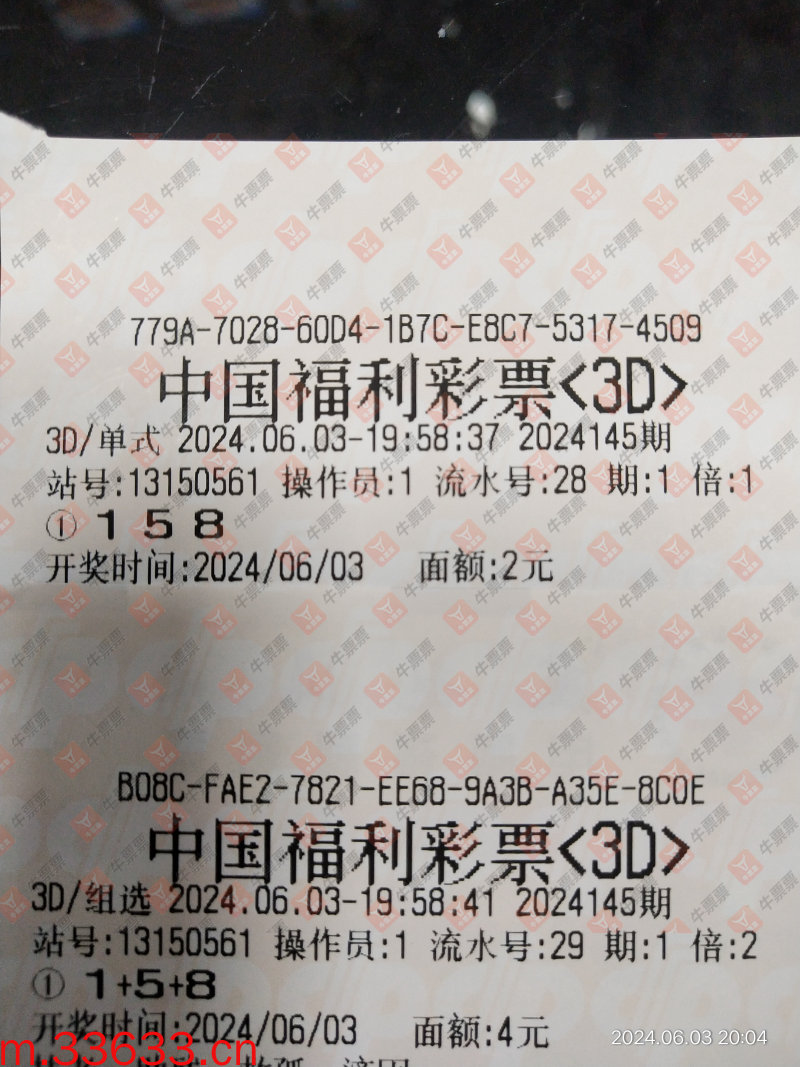 779A-7028-60D4-1B7C-E8C7-5317-4509
中国福利彩票<3D>
3D/单式 2024.06.03-19:58:37 2024145期
站号:13150561 操作员:1 流水号:28 期:1 倍:1
① 1 5 8
开奖时间:2024/06/03 面额:2元
B08C-FAE2-7821-EE68-9A3B-A35E-8C0E
中国福利彩票<3D>
3D/组选 2024.06.03-19:58:41 2024145期
站号:13150561 操作员:1 流水号:29 期:1 倍:2
① 1+5+8
开奖时间:2024/06/03 面额:4元
2024.06.03 20:04
m.33633.cn
牛票票